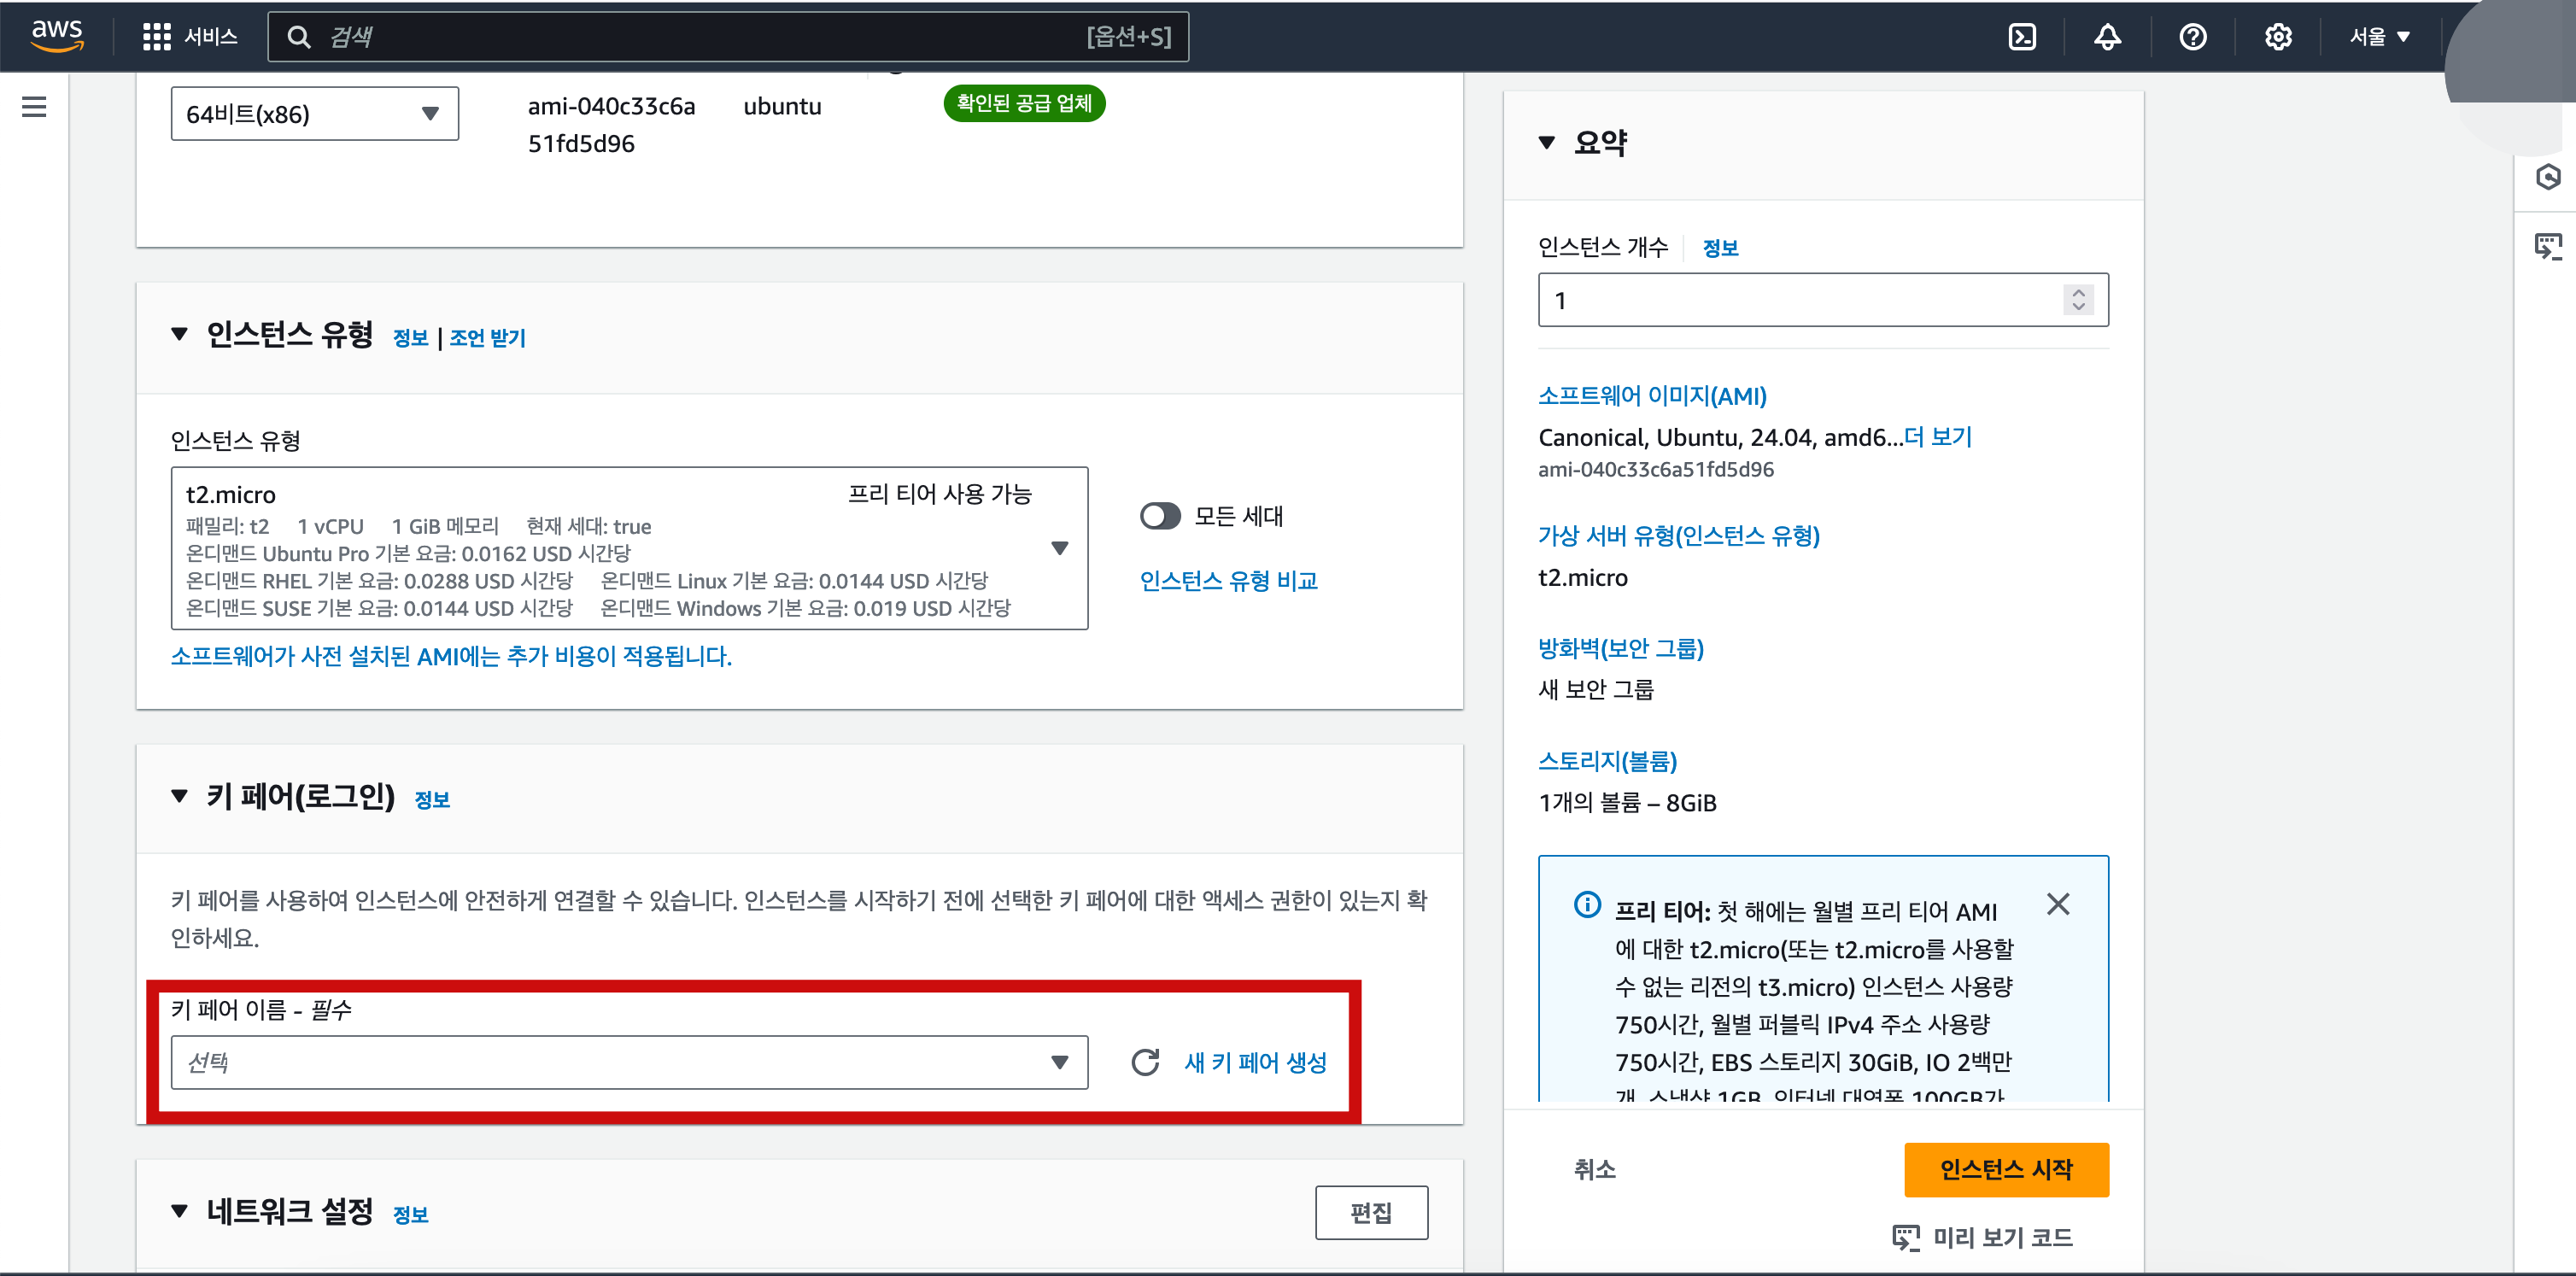 aws
서비스
검색
[옵션+S]
서울
64비트(x86)
ami-040c33c6a
51fd5d96
ubuntu
확인된 공급 업체
인스턴스 유형
정보 | 조언 받기
인스턴스 유형
t2.micro
프리 티어 사용 가능
패밀리: t2 1 vCPU 1 GiB 메모리 현재 세대: true
온디맨드 Ubuntu Pro 기본 요금: 0.0162 USD 시간당
온디맨드 RHEL 기본 요금: 0.0288 USD 시간당 온디맨드 Linux 기본 요금: 0.0144 USD 시간당
온디맨드 SUSE 기본 요금: 0.0144 USD 시간당 온디맨드 Windows 기본 요금: 0.019 USD 시간당
모든 세대
인스턴스 유형 비교
소프트웨어가 사전 설치된 AMI에는 추가 비용이 적용됩니다.
키 페어(로그인)
정보
키 페어를 사용하여 인스턴스에 안전하게 연결할 수 있습니다. 인스턴스를 시작하기 전에 선택한 키 페어에 대한 액세스 권한이 있는지 확
인하세요.
키 페어 이름 - 필수
선택
새 키 페어 생성
네트워크 설정
정보
편집
요약
인스턴스 개수
정보
1
소프트웨어 이미지(AMI)
Canonical, Ubuntu, 24.04, amd6...더 보기
ami-040c33c6a51fd5d96
가상 서버 유형(인스턴스 유형)
t2.micro
방화벽(보안 그룹)
새 보안 그룹
스토리지(볼륨)
1개의 볼륨 – 8GiB
프리 티어: 첫 해에는 월별 프리 티어 AMI
에 대한 t2.micro(또는 t2.micro를 사용할
수 없는 리전의 t3.micro) 인스턴스 사용량
750시간, 월별 퍼블릭 IPv4 주소 사용량
750시간, EBS 스토리지 30GiB, IO 2백만
개, 스냅샷 1GB, 인터넷 대역폭 100GB가
취소
인스턴스 시작
미리 보기 코드